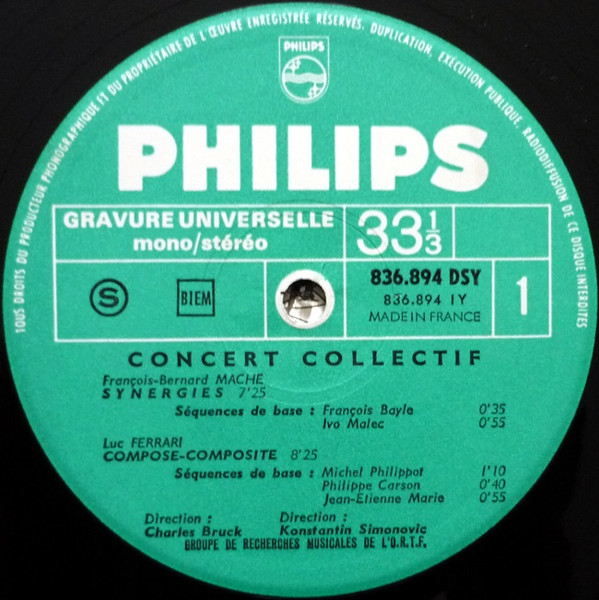 TOUS DROITS DU PRODUCTEUR PHONOGRAPHIQUE ET DU PROPRIÉTAIRE DE L'ŒUVRE ENREGISTRÉE RÉSERVÉS. DUPLICATION, EXECUTION PUBLIQUE, RADIODIFFUSION DE CE DISQUE INTERDITES
PHILIPS
PHILIPS
GRAVURE UNIVERSELLE
mono/stéréo
33 1/3
S
BIEM
836.894 DSY
836.894 1Y
MADE IN FRANCE
1
CONCERT COLLECTIF
François-Bernard MACHE
SYNERGIES 7'25
Séquences de base : François Bayle 0'35
Ivo Malec 0'55
Luc FERRARI
COMPOSE-COMPOSITE 8'25
Séquences de base : Michel Philippot 1'10
Philippe Carson 0'40
Jean-Etienne Marie 0'55
Direction : Direction :
Charles Bruck Konstantin Simonovic
GROUPE DE RECHERCHES MUSICALES DE L'O.R.T.F.